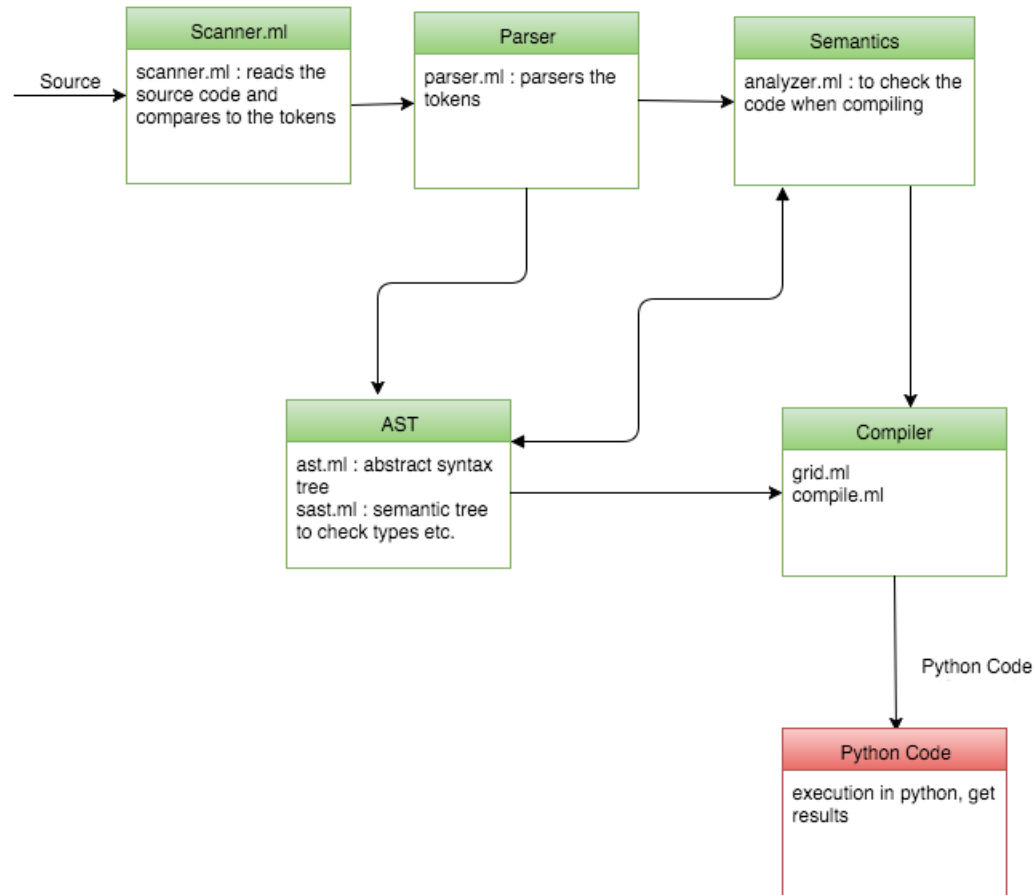 Source
Scanner.ml
scanner.ml : reads the
source code and
compares to the tokens
Parser
parser.ml : parsers the
tokens
Semantics
analyzer.ml : to check the
code when compiling
AST
ast.ml : abstract syntax
tree
sast.ml : semantic tree
to check types etc.
Compiler
grid.ml
compile.ml
Python Code
Python Code
execution in python, get
results